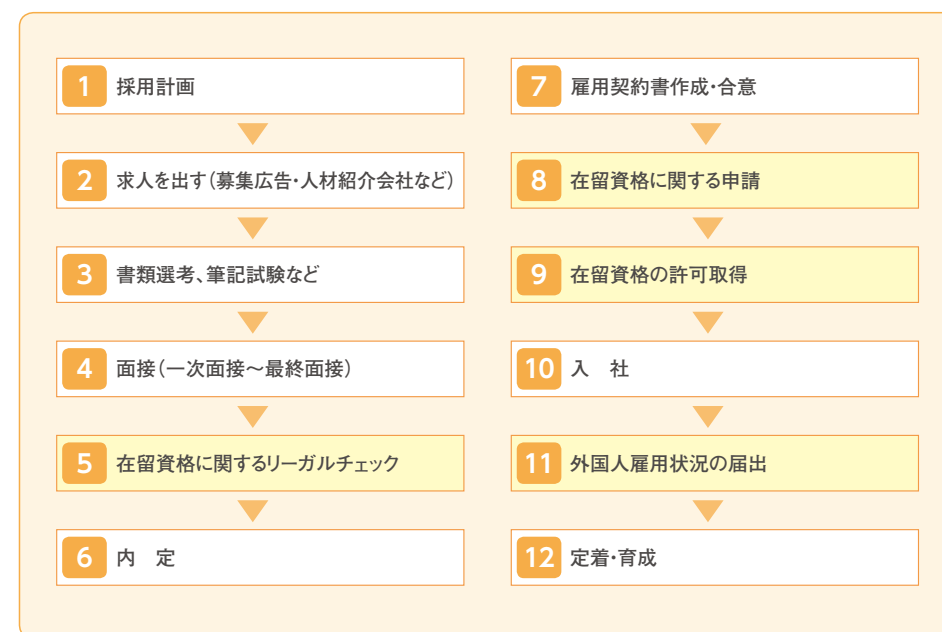 1 採用計画
2 求人を出す（募集広告・人材紹介会社など）
3 書類選考、筆記試験など
4 面接（一次面接～最終面接）
5 在留資格に関するリーガルチェック
6 内　定
7 雇用契約書作成・合意
8 在留資格に関する申請
9 在留資格の許可取得
10 入　社
11 外国人雇用状況の届出
12 定着・育成